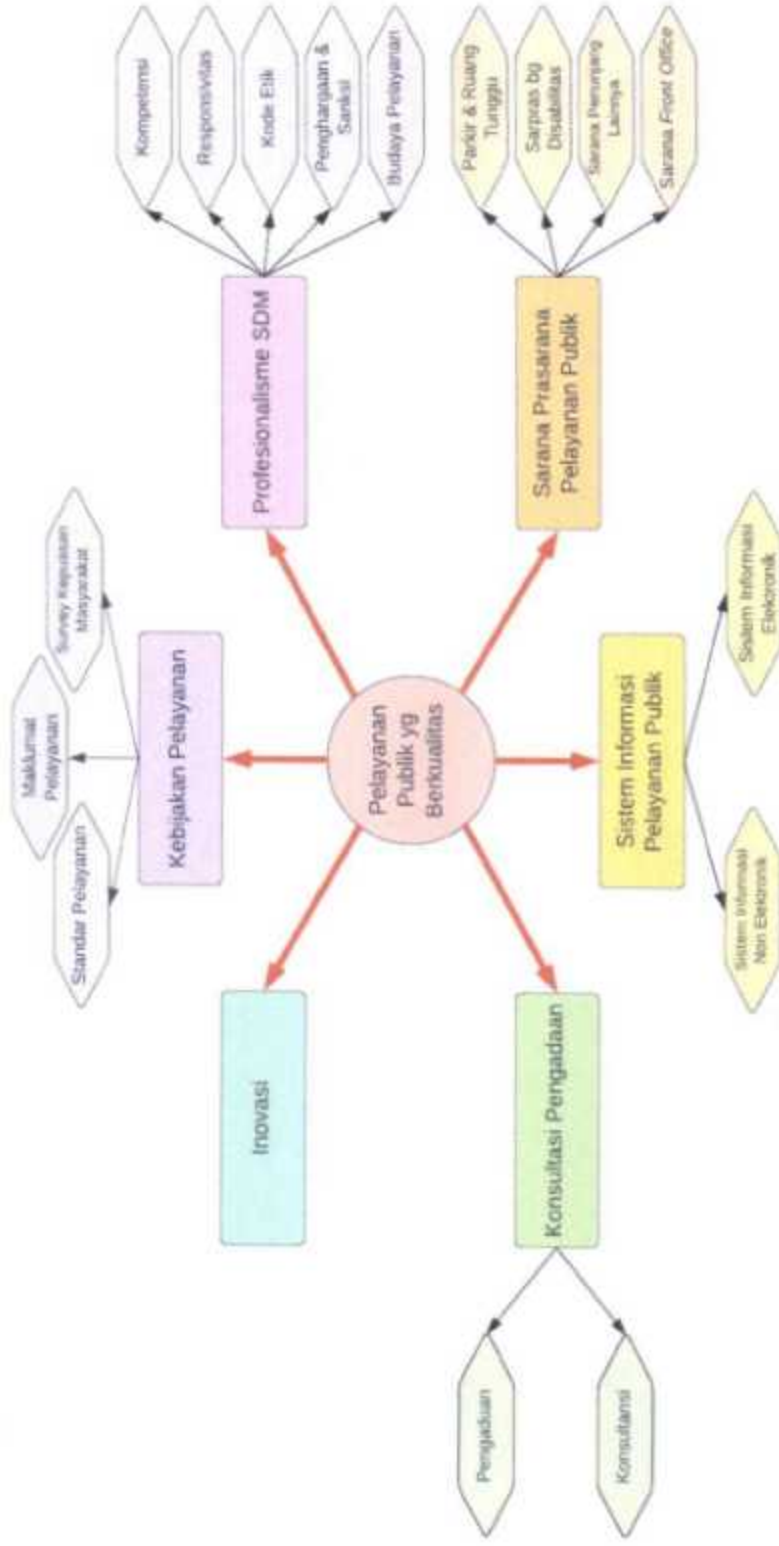 Standar Pelayanan
Maklumat
Pelayanan
Survey Kepuasan
Masyarakat
Inovasi
Kebijakan Pelayanan
Profesionalisme SDM
Kompetensi
Responsivitas
Kode Etik
Penghargaan &
Sanksi
Budaya Pelayanan
Pelayanan
Publik yg
Berkualitas
Pengaduan
Konsultansi
Konsultasi Pengadaan
Sistem Informasi
Pelayanan Publik
Sarana Prasarana
Pelayanan Publik
Parkir & Ruang
Tunggu
Sarpras bg
Disabilitas
Sarana Penunjang
Lainnya
Sarana Front Office
Sistem Informasi
Non Elektronik
Sistem Informasi
Elektronik